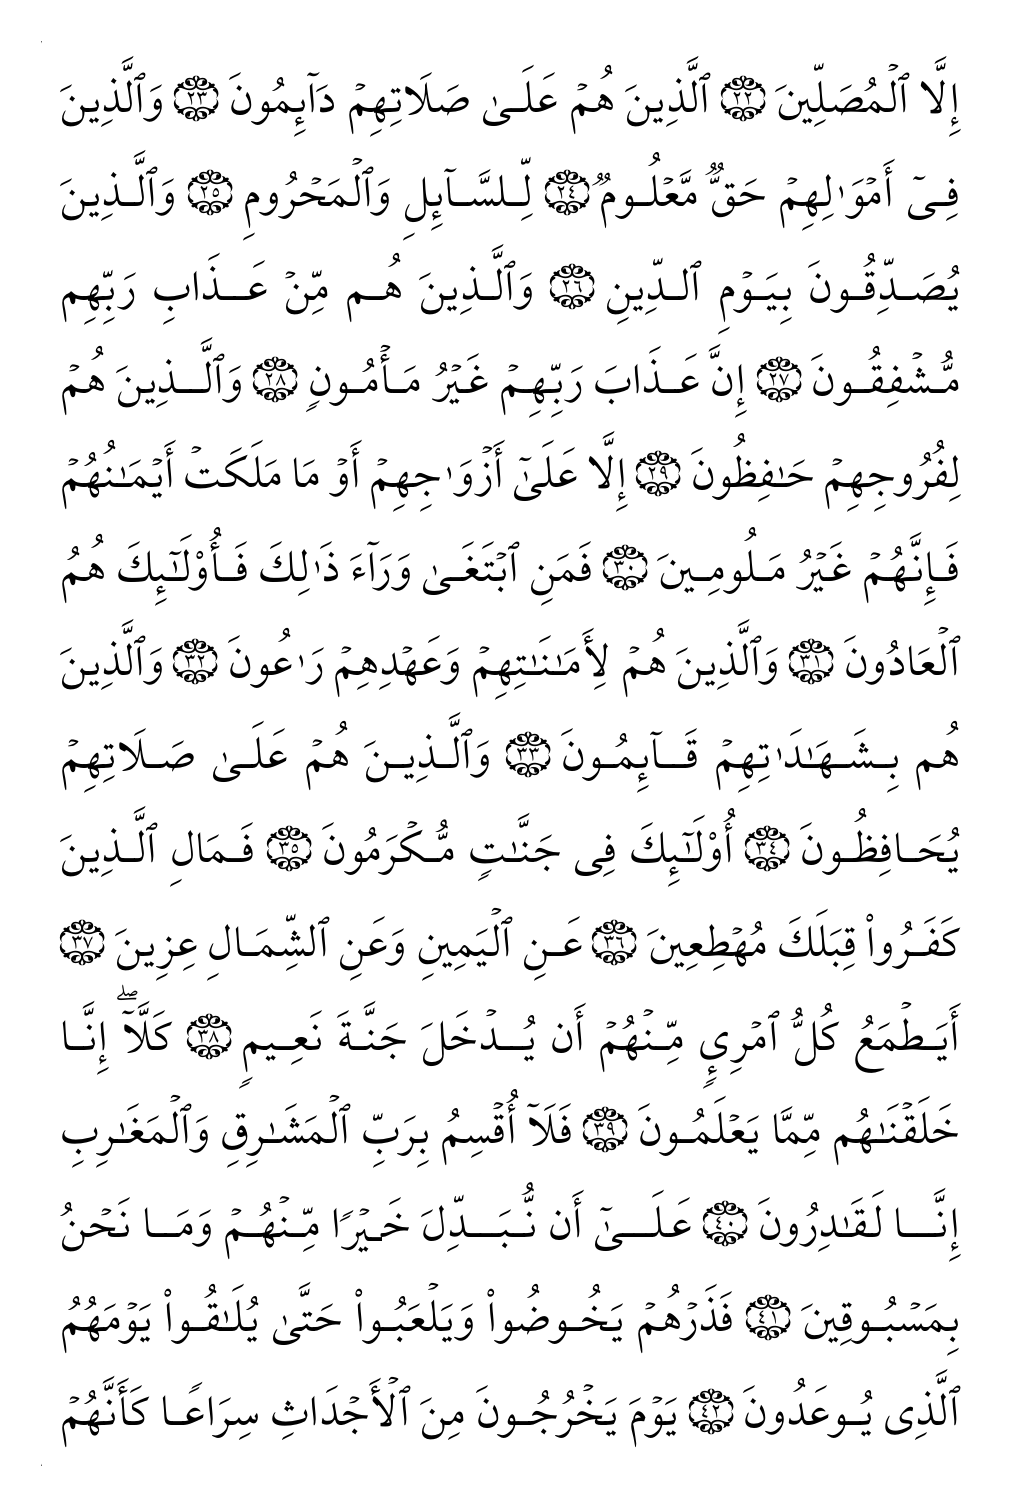 إِلَّا ٱلۡمُصَلِّينَ ٢٢ ٱلَّذِينَ هُمۡ عَلَىٰ صَلَاتِهِمۡ دَآئِمُونَ ٢٣ وَٱلَّذِينَ
فِيٓ أَمۡوَٰلِهِمۡ حَقّٞ مَّعۡلُومٞ ٢٤ لِّلسَّآئِلِ وَٱلۡمَحۡرُومِ ٢٥ وَٱلَّذِينَ
يُصَدِّقُونَ بِيَوۡمِ ٱلدِّينِ ٢٦ وَٱلَّذِينَ هُم مِّنۡ عَذَابِ رَبِّهِم
مُّشۡفِقُونَ ٢٧ إِنَّ عَذَابَ رَبِّهِمۡ غَيۡرُ مَأۡمُونٖ ٢٨ وَٱلَّذِينَ هُمۡ
لِفُرُوجِهِمۡ حَٰفِظُونَ ٢٩ إِلَّا عَلَىٰٓ أَزۡوَٰجِهِمۡ أَوۡ مَا مَلَكَتۡ أَيۡمَٰنُهُمۡ
فَإِنَّهُمۡ غَيۡرُ مَلُومِينَ ٣٠ فَمَنِ ٱبۡتَغَىٰ وَرَآءَ ذَٰلِكَ فَأُوْلَٰٓئِكَ هُمُ
ٱلۡعَادُونَ ٣١ وَٱلَّذِينَ هُمۡ لِأَمَٰنَٰتِهِمۡ وَعَهۡدِهِمۡ رَٰعُونَ ٣٢ وَٱلَّذِينَ
هُم بِشَهَٰدَٰتِهِمۡ قَآئِمُونَ ٣٣ وَٱلَّذِينَ هُمۡ عَلَىٰ صَلَاتِهِمۡ
يُحَافِظُونَ ٣٤ أُوْلَٰٓئِكَ فِي جَنَّٰتٖ مُّكۡرَمُونَ ٣٥ فَمَالِ ٱلَّذِينَ
كَفَرُواْ قِبَلَكَ مُهۡطِعِينَ ٣٦ عَنِ ٱلۡيَمِينِ وَعَنِ ٱلشِّمَالِ عِزِينَ ٣٧
أَيَطۡمَعُ كُلُّ ٱمۡرِيٕٖ مِّنۡهُمۡ أَن يُدۡخَلَ جَنَّةَ نَعِيمٖ ٣٨ كَلَّآۖ إِنَّا
خَلَقۡنَٰهُم مِّمَّا يَعۡلَمُونَ ٣٩ فَلَآ أُقۡسِمُ بِرَبِّ ٱلۡمَشَٰرِقِ وَٱلۡمَغَٰرِبِ
إِنَّا لَقَٰدِرُونَ ٤٠ عَلَىٰٓ أَن نُّبَدِّلَ خَيۡرٗا مِّنۡهُمۡ وَمَا نَحۡنُ
بِمَسۡبُوقِينَ ٤١ فَذَرۡهُمۡ يَخُوضُواْ وَيَلۡعَبُواْ حَتَّىٰ يُلَٰقُواْ يَوۡمَهُمُ
ٱلَّذِي يُوعَدُونَ ٤٢ يَوۡمَ يَخۡرُجُونَ مِنَ ٱلۡأَجۡدَاثِ سِرَاعٗا كَأَنَّهُمۡ